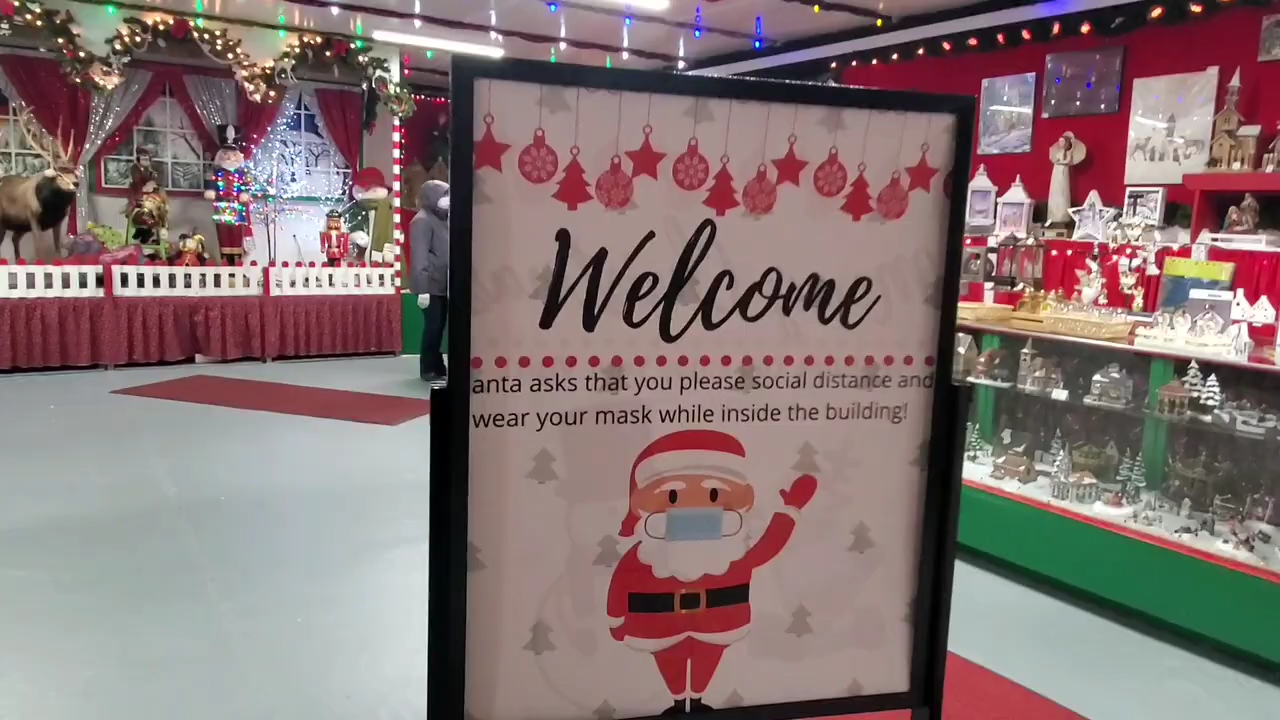 Welcome
anta asks that you please social distance and
wear your mask while inside the building!